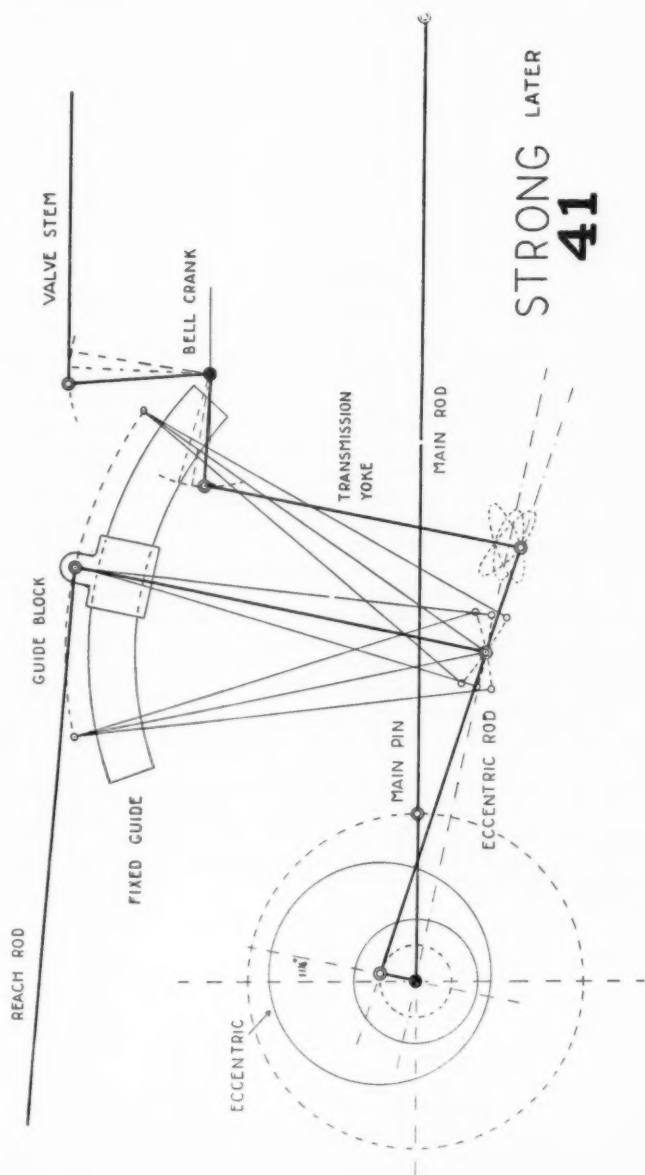 REACH ROD
GUIDE BLOCK
VALVE STEM
FIXED GUIDE
BELL CRANK
ECCENTRIC
MAIN PIN
TRANSMISSION
YOKE
ECCENTRIC ROD
MAIN ROD
STRONG LATER
41